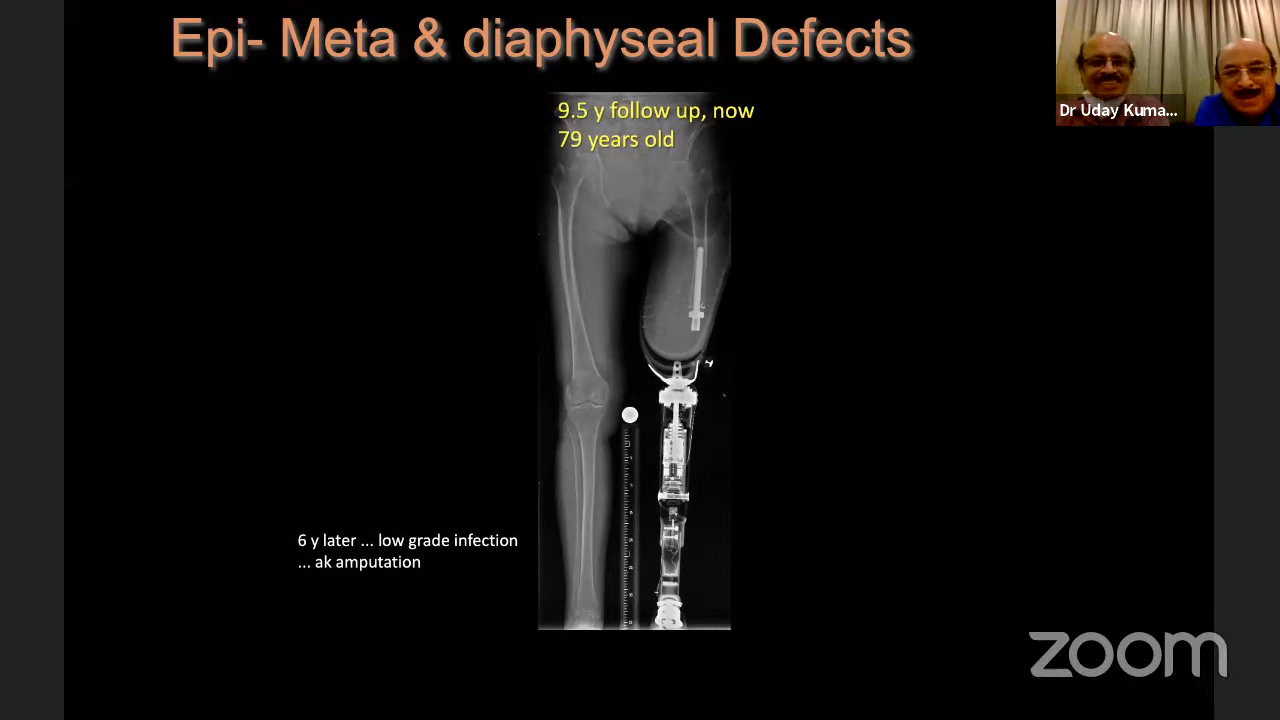 Epi- Meta & diaphyseal Defects
9.5 y follow up, now
79 years old
Dr Uday Kuma...
6 y later ... low grade infection
... ak amputation
zoom